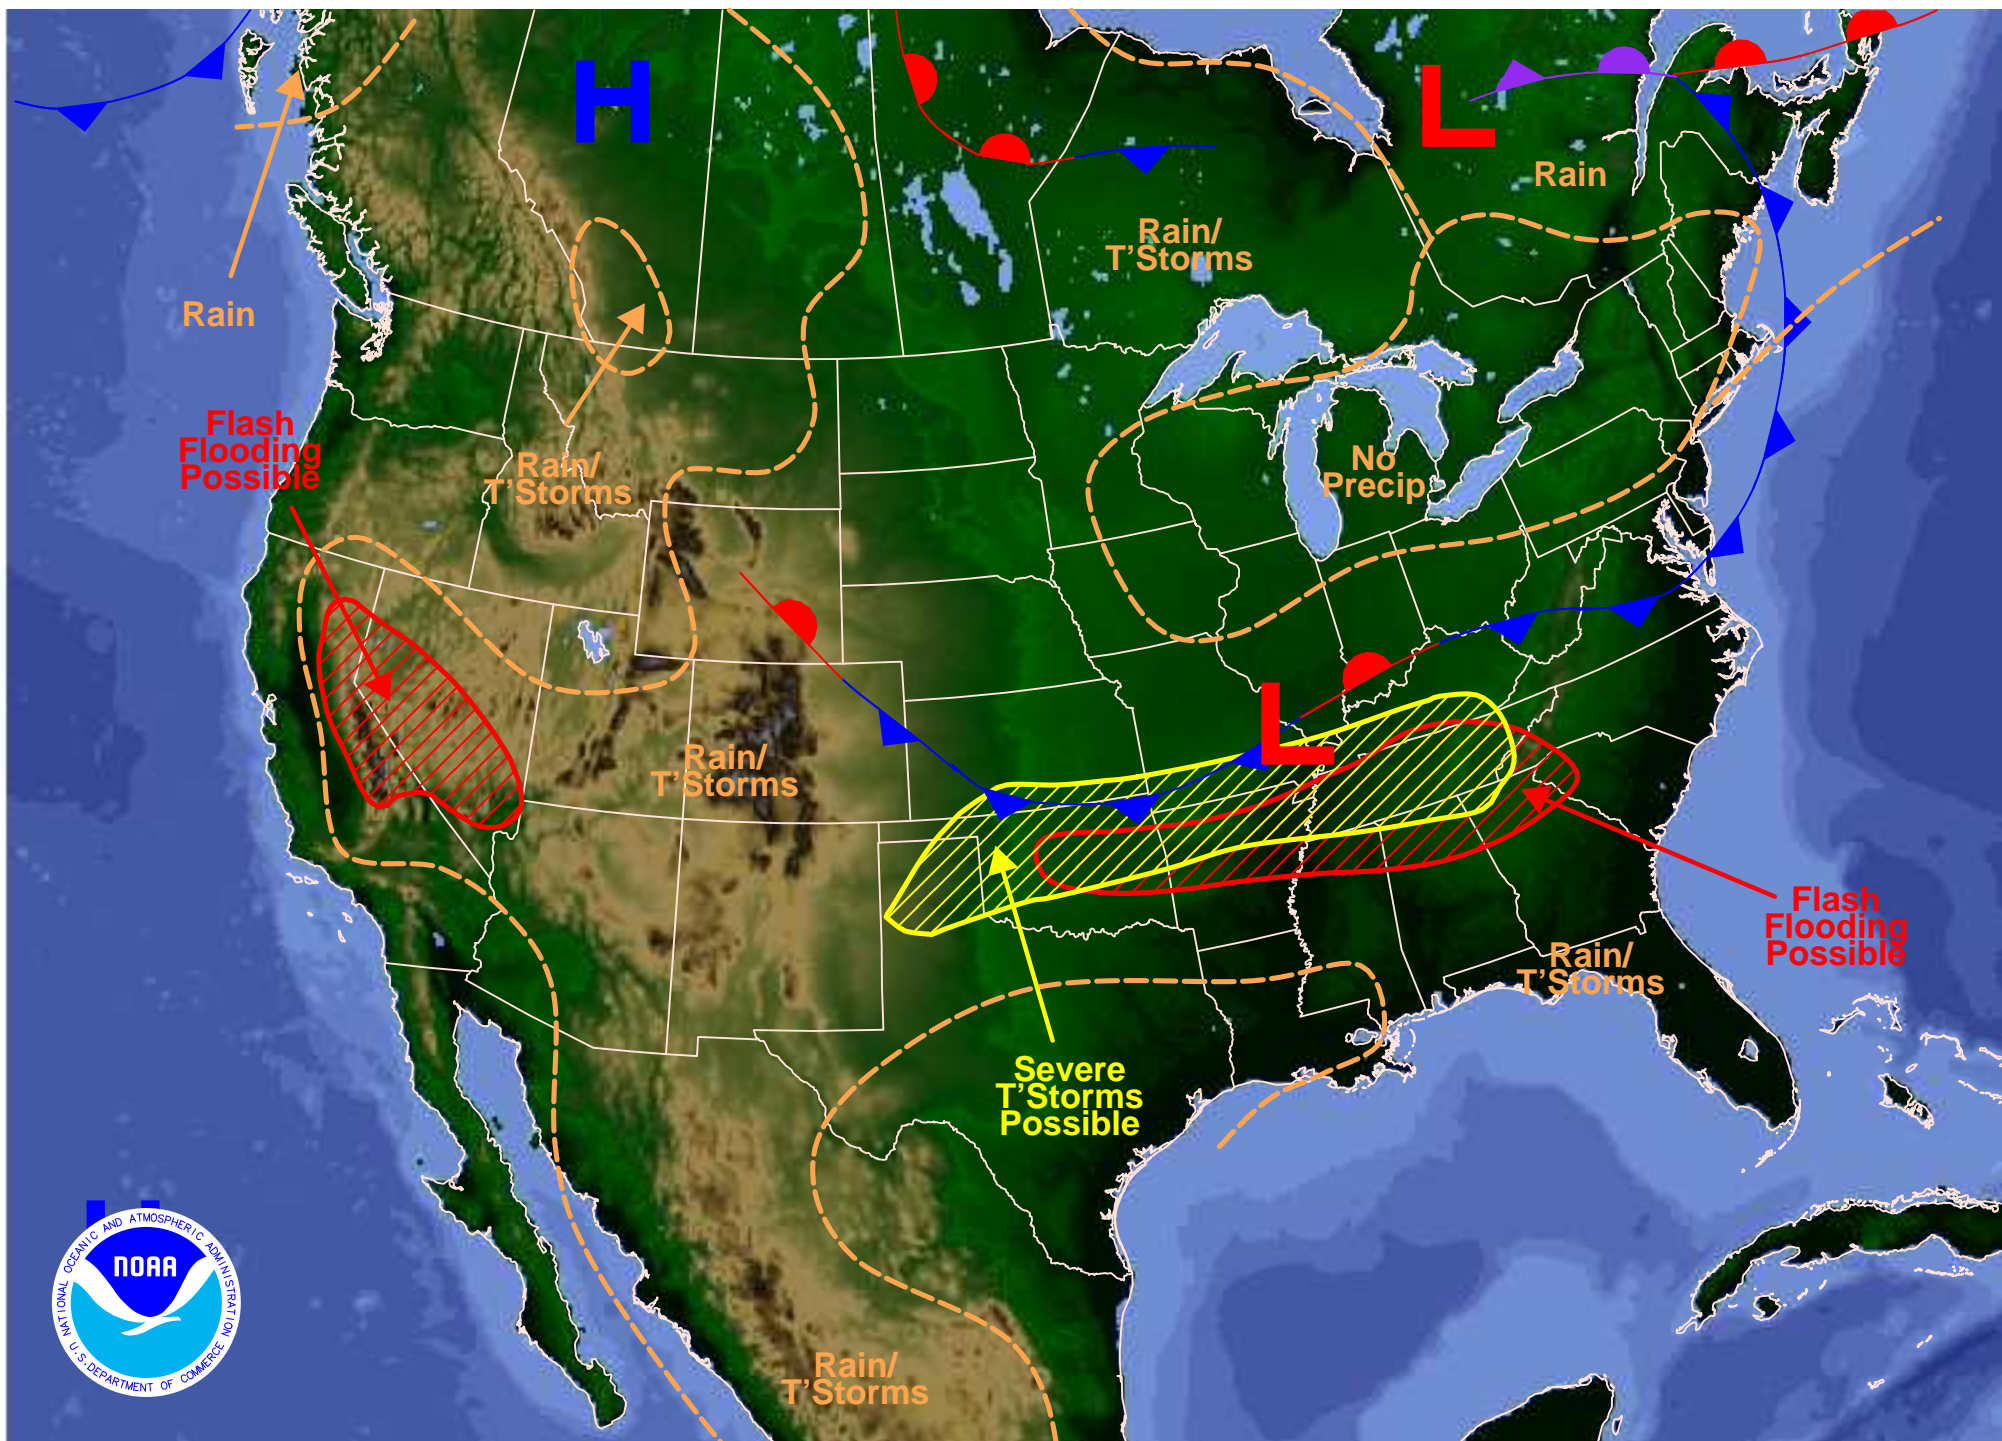 H
L
Rain
Rain/
T'Storms
Rain
Flash
Flooding
Possible
Rain/
T'Storms
No
Precip
L
Rain/
T'Storms
Flash
Flooding
Possible
Rain/
T'Storms
Severe
T'Storms
Possible
H
NATIONAL OCEANIC AND ATMOSPHERIC ADMINISTRATION
NOAA
U.S. DEPARTMENT OF COMMERCE
Rain/
T'Storms